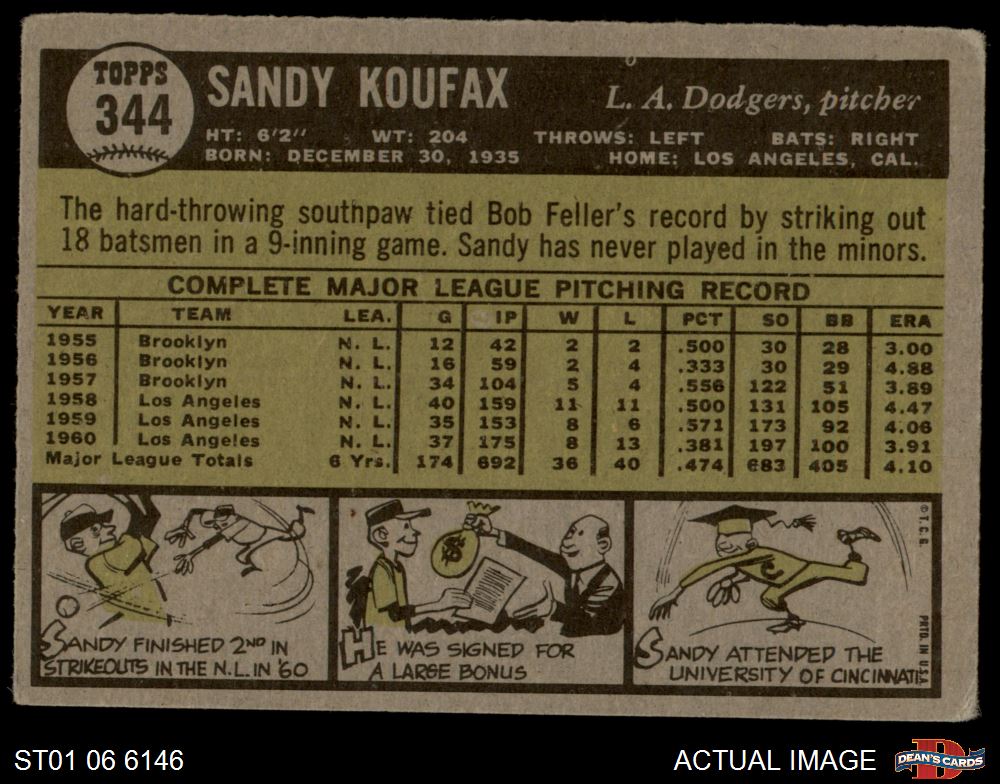 TOPPS
344
SANDY KOUFAX
L. A. Dodgers, pitcher
HT: 6'2" WT: 204 THROWS: LEFT BATS: RIGHT
BORN: DECEMBER 30, 1935 HOME: LOS ANGELES, CAL.
The hard-throwing southpaw tied Bob Feller's record by striking out
18 batsmen in a 9-inning game. Sandy has never played in the minors.
COMPLETE MAJOR LEAGUE PITCHING RECORD
YEAR TEAM LEA. G IP W L PCT SO BB ERA
1955 Brooklyn N. L. 12 42 2 2 .500 30 28 3.00
1956 Brooklyn N. L. 16 59 2 4 .333 30 29 4.88
1957 Brooklyn N. L. 34 104 5 4 .556 122 51 3.89
1958 Los Angeles N. L. 40 159 11 11 .500 131 105 4.47
1959 Los Angeles N. L. 35 153 8 6 .571 173 92 4.06
1960 Los Angeles N. L. 37 175 8 13 .381 197 100 3.91
Major League Totals 6 Yrs. 174 692 36 40 .474 683 405 4.10
SANDY FINISHED 2ND IN
STRIKEOUTS IN THE N.L. IN '60
$
HE WAS SIGNED FOR
A LARGE BONUS
C
SANDY ATTENDED THE
UNIVERSITY OF CINCINNATI
© T. C. G.
PRTD. IN U.S.A.
ST01 06 6146
ACTUAL IMAGE
D
DEAN'S CARDS